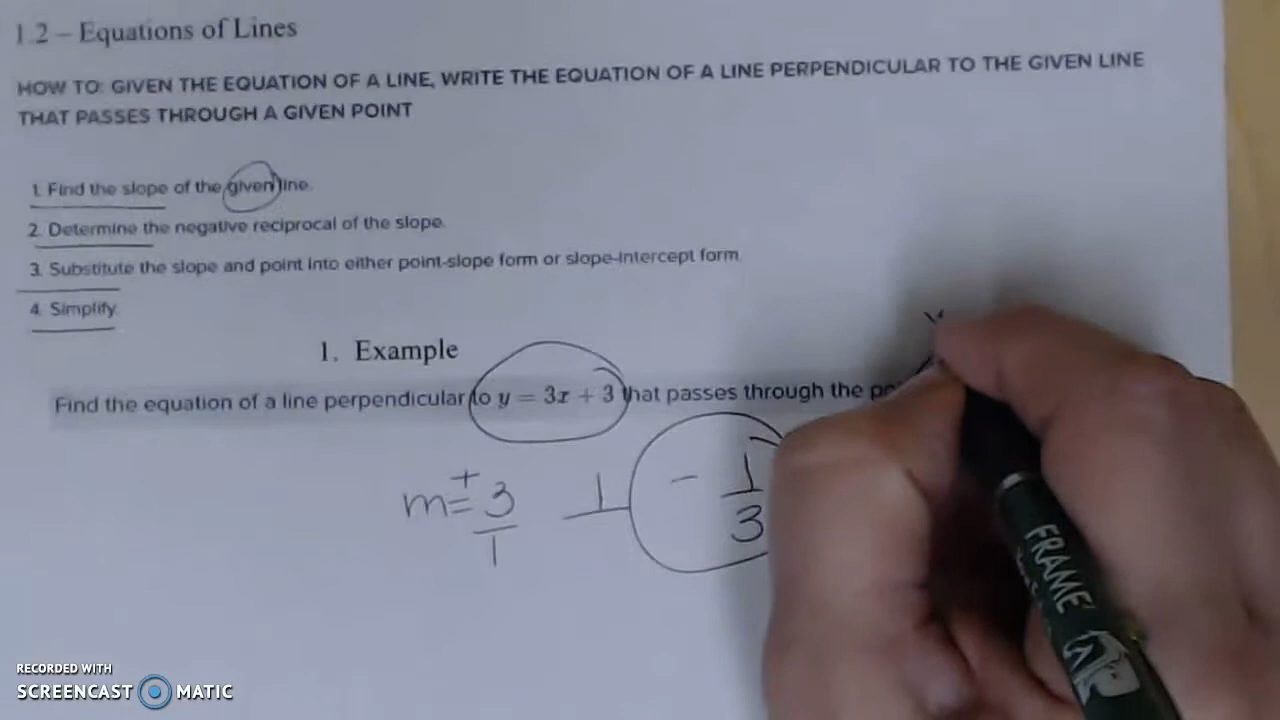 1.2 – Equations of Lines
HOW TO: GIVEN THE EQUATION OF A LINE, WRITE THE EQUATION OF A LINE PERPENDICULAR TO THE GIVEN LINE
THAT PASSES THROUGH A GIVEN POINT
1. Find the slope of the given line.
2. Determine the negative reciprocal of the slope.
3. Substitute the slope and point into either point-slope form or slope-intercept form.
4. Simplify.
1. Example
Find the equation of a line perpendicular to y = 3x + 3 that passes through the
m = + 3/1 ⊥ - 1/3
FRAME
RECORDED WITH
SCREENCAST MATIC